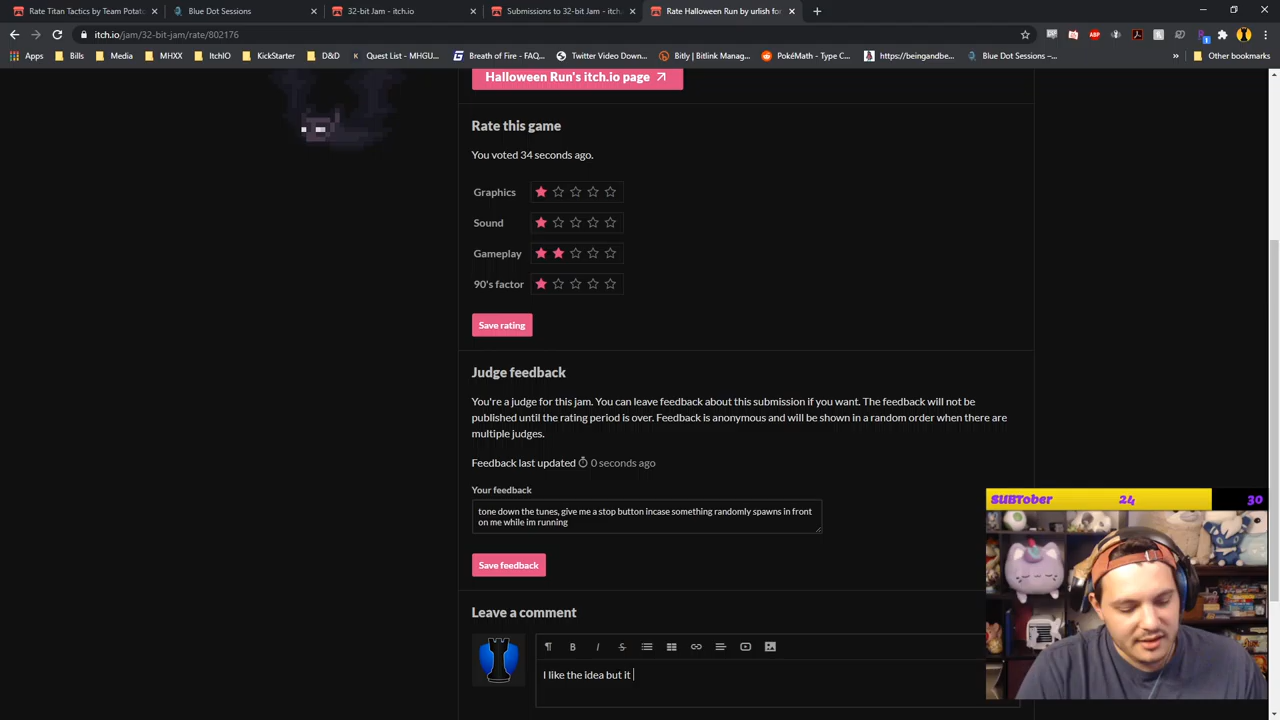 Rate Titan Tactics by Team Potat
Blue Dot Sessions
32-bit Jam - itch.io
Submissions to 32-bit Jam - itch.i
Rate Halloween Run by urlish for
itch.io/jam/32-bit-jam/rate/802176
Apps
Bills
Media
MHXX
ItchIO
KickStarter
D&D
Quest List - MHGU...
Breath of Fire - FAQ...
Twitter Video Down...
Bitly | Bitlink Manag...
PokéMath - Type C...
https://beingandbe...
Blue Dot Sessions –...
Other bookmarks
Halloween Run's itch.io page
Rate this game
You voted 34 seconds ago.
Graphics
Sound
Gameplay
90's factor
Save rating
Judge feedback
You're a judge for this jam. You can leave feedback about this submission if you want. The feedback will not be
published until the rating period is over. Feedback is anonymous and will be shown in a random order when there are
multiple judges.
Feedback last updated 0 seconds ago
Your feedback
tone down the tunes, give me a stop button incase something randomly spawns in front
on me while im running
Save feedback
Leave a comment
I like the idea but it
SUBTober 24 30